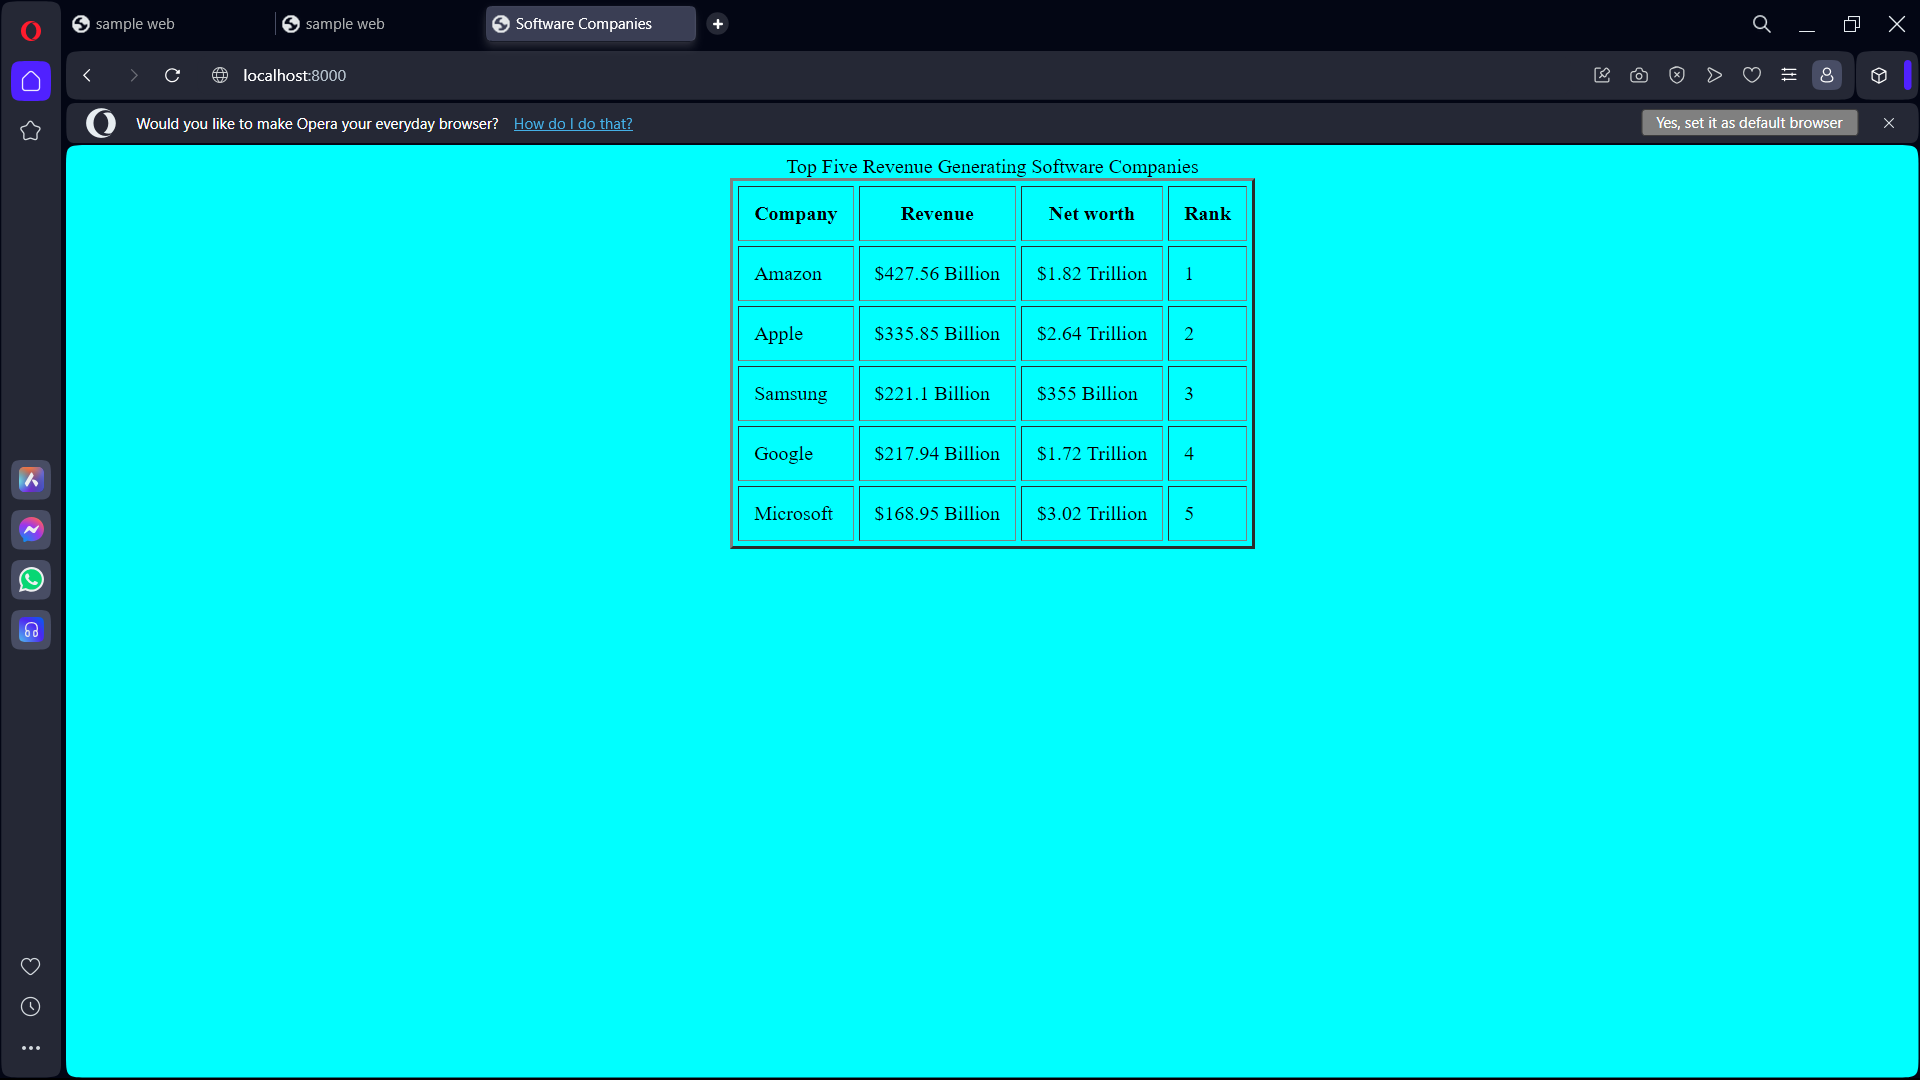 sample web
sample web
Software Companies
localhost:8000
Would you like to make Opera your everyday browser? How do I do that?
Yes, set it as default browser
Top Five Revenue Generating Software Companies
Company Revenue Net worth Rank
Amazon $427.56 Billion $1.82 Trillion 1
Apple $335.85 Billion $2.64 Trillion 2
Samsung $221.1 Billion $355 Billion 3
Google $217.94 Billion $1.72 Trillion 4
Microsoft $168.95 Billion $3.02 Trillion 5